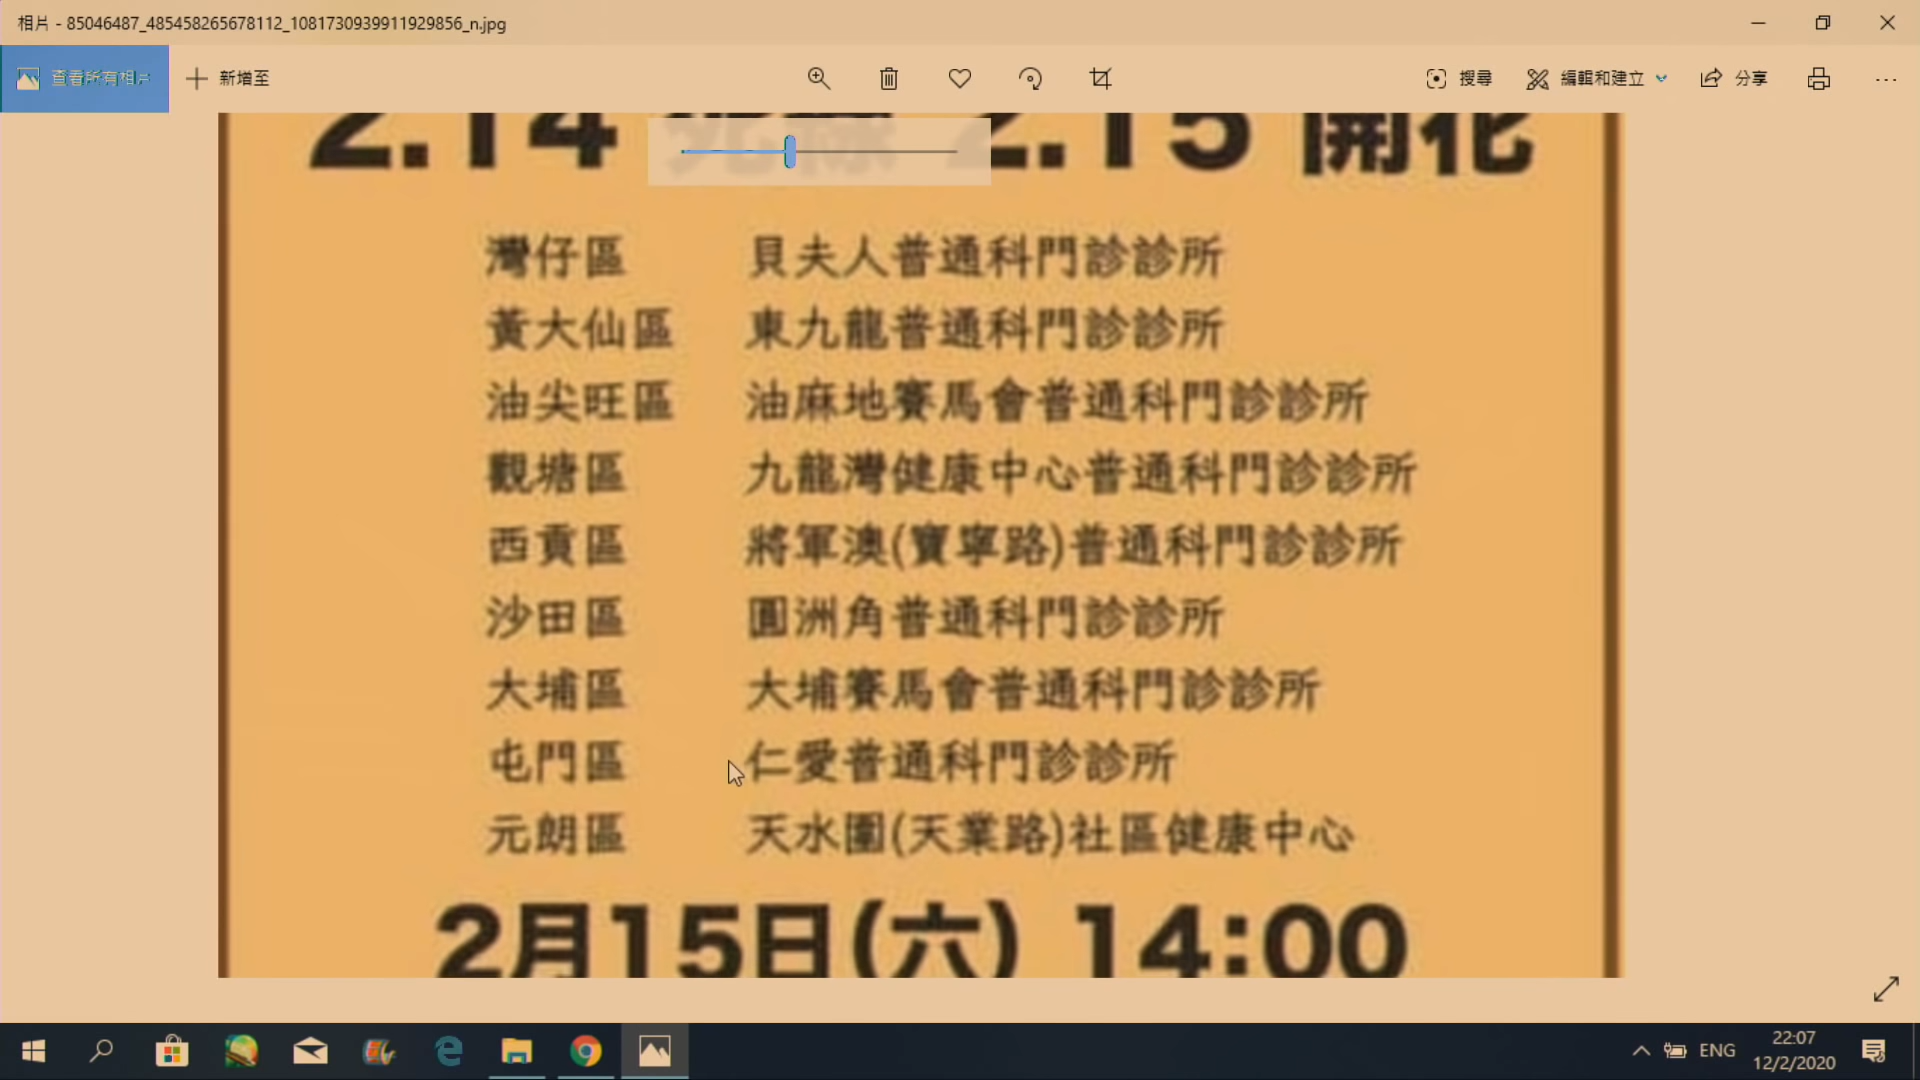 相片 - 85046487_485458265678112_1081730939911929856_n.jpg
查看所有相片
新增至
搜尋
編輯和建立
分享
2.14 死線 2.15 開花
灣仔區 貝夫人普通科門診診所
黃大仙區 東九龍普通科門診診所
油尖旺區 油麻地賽馬會普通科門診診所
觀塘區 九龍灣健康中心普通科門診診所
西貢區 將軍澳(寶寧路)普通科門診診所
沙田區 圓洲角普通科門診診所
大埔區 大埔賽馬會普通科門診診所
屯門區 仁愛普通科門診診所
元朗區 天水圍(天業路)社區健康中心
2月15日(六) 14:00
ENG
22:07
12/2/2020